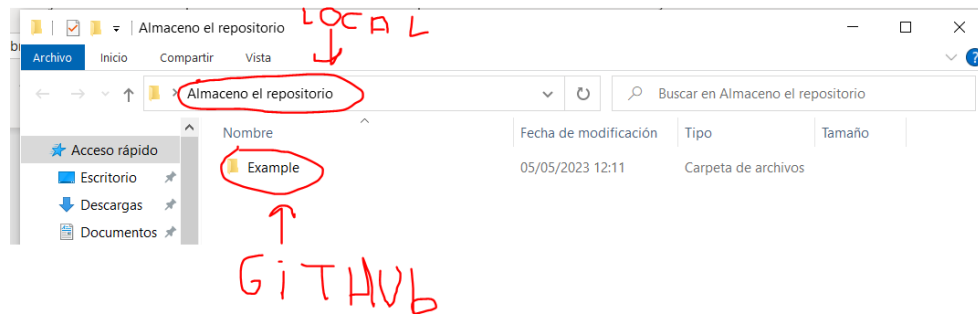 Almaceno el repositorio
LOCAL
Archivo Inicio Compartir Vista
Almaceno el repositorio
Buscar en Almaceno el repositorio
Nombre Fecha de modificación Tipo Tamaño
Acceso rápido
Example 05/05/2023 12:11 Carpeta de archivos
Escritorio
Descargas
Documentos
GiTHUb